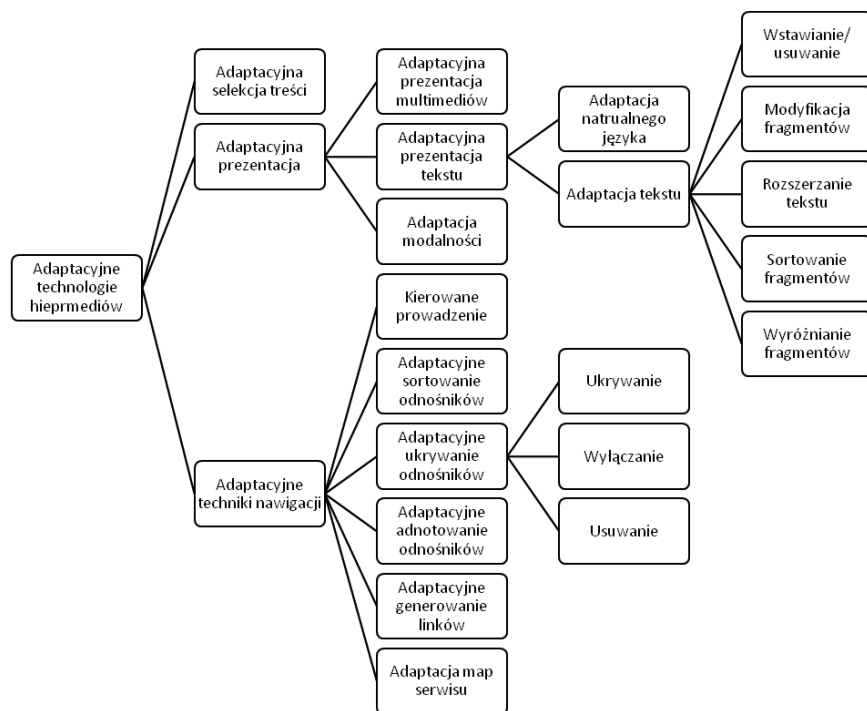 Adaptacyjne
technologie
hieprmediów
Adaptacyjna
selekcja treści
Adaptacyjna
prezentacja
Adaptacyjne
techniki nawigacji
Adaptacyjna
prezentacja
multimediów
Adaptacyjna
prezentacja
tekstu
Adaptacja
modalności
Kierowane
prowadzenie
Adaptacyjne
sortowanie
odnośników
Adaptacyjne
ukrywanie
odnośników
Adaptacyjne
adnotowanie
odnośników
Adaptacyjne
generowanie
linków
Adaptacja map
serwisu
Adaptacja
natrualnego
języka
Adaptacja tekstu
Ukrywanie
Wyłączanie
Usuwanie
Wstawianie/
usuwanie
Modyfikacja
fragmentów
Rozszerzanie
tekstu
Sortowanie
fragmentów
Wyróżnianie
fragmentów